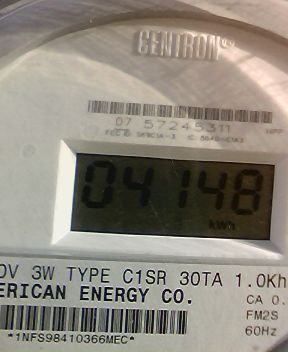 CENTRON®
07 57245311
04148
kWh
0V 3W TYPE C1SR 30TA 1.0Kh
ERICAN ENERGY CO.
CA 0.
FM2S
60Hz
*1NFS98410366MEC*